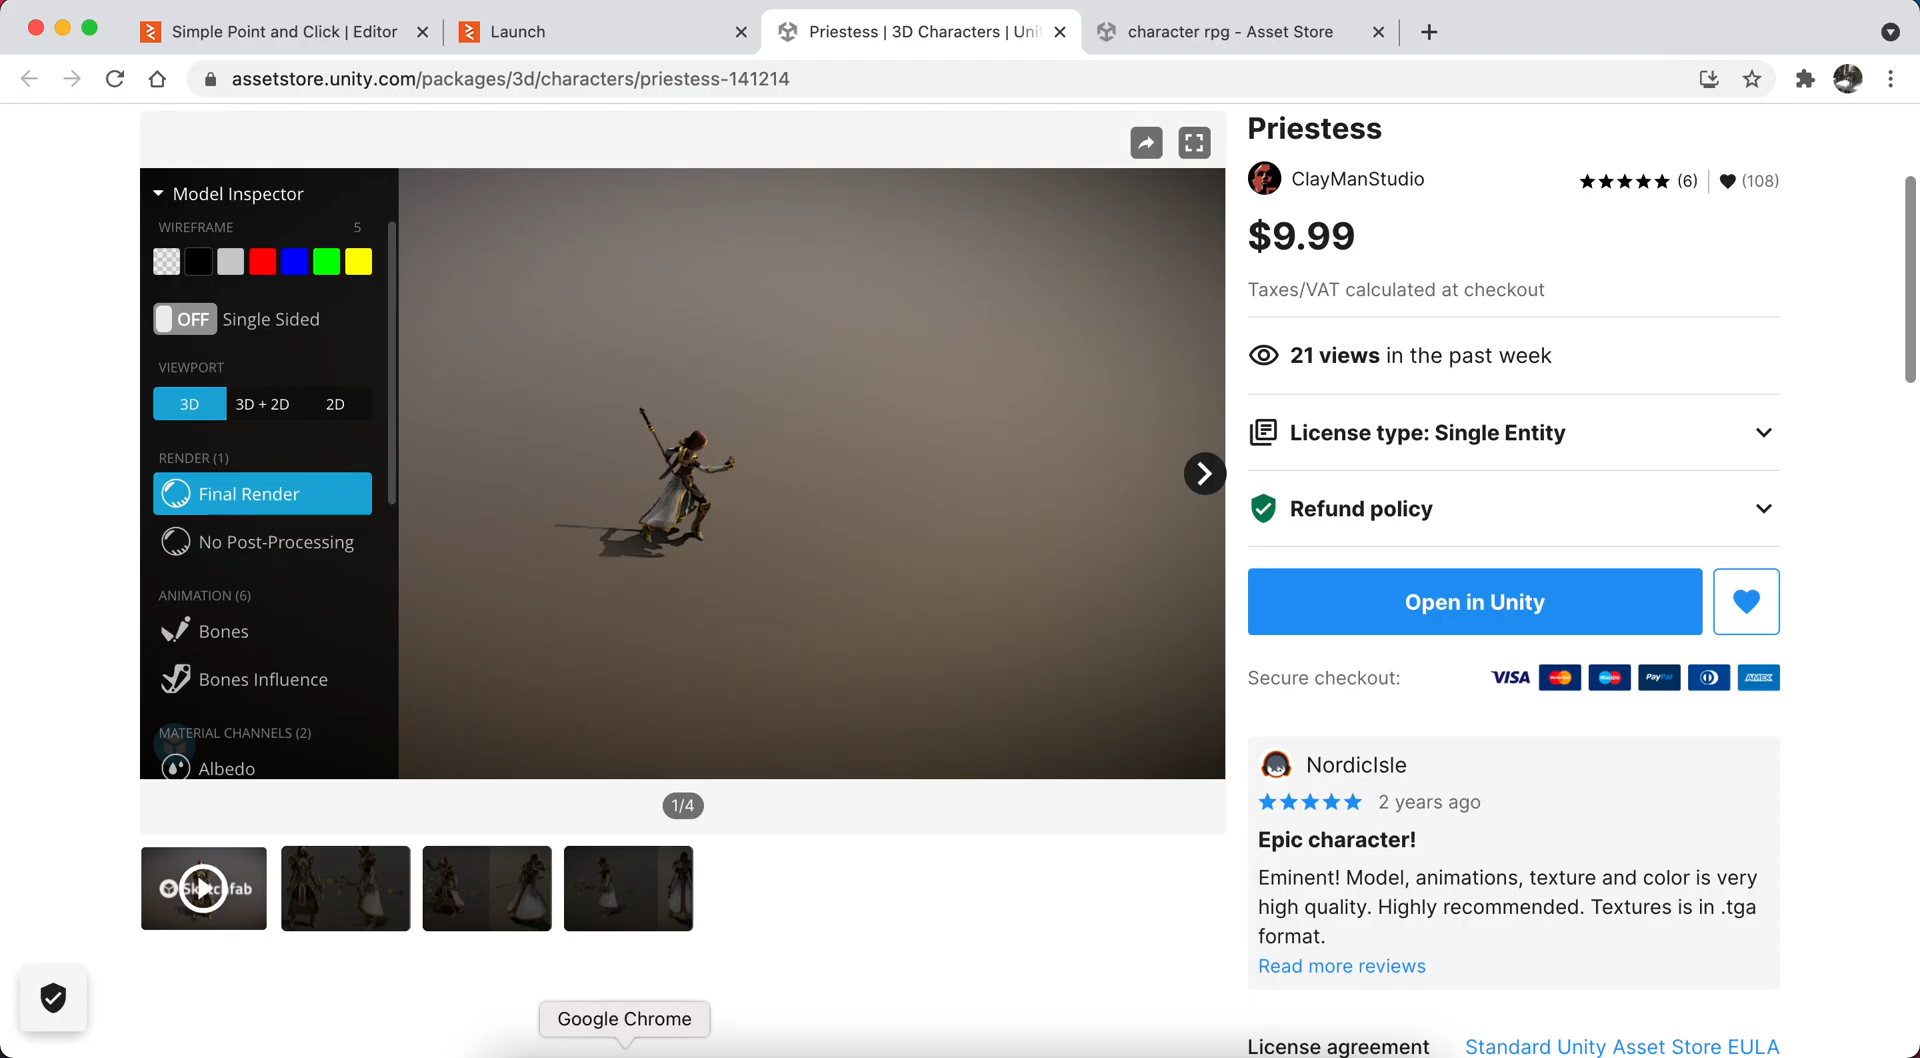 Simple Point and Click | Editor
Launch
Priestess | 3D Characters | Uni
character rpg - Asset Store
assetstore.unity.com/packages/3d/characters/priestess-141214
Model Inspector
WIREFRAME 5
OFF Single Sided
VIEWPORT
3D 3D + 2D 2D
RENDER (1)
Final Render
No Post-Processing
ANIMATION (6)
Bones
Bones Influence
MATERIAL CHANNELS (2)
Albedo
1/4
Sketchfab
Google Chrome
Priestess
ClayManStudio
(6) (108)
$9.99
Taxes/VAT calculated at checkout
21 views in the past week
License type: Single Entity
Refund policy
Open in Unity
Secure checkout: VISA PayPal AMEX
NordicIsle
2 years ago
Epic character!
Eminent! Model, animations, texture and color is very
high quality. Highly recommended. Textures is in .tga
format.
Read more reviews
License agreement Standard Unity Asset Store EULA